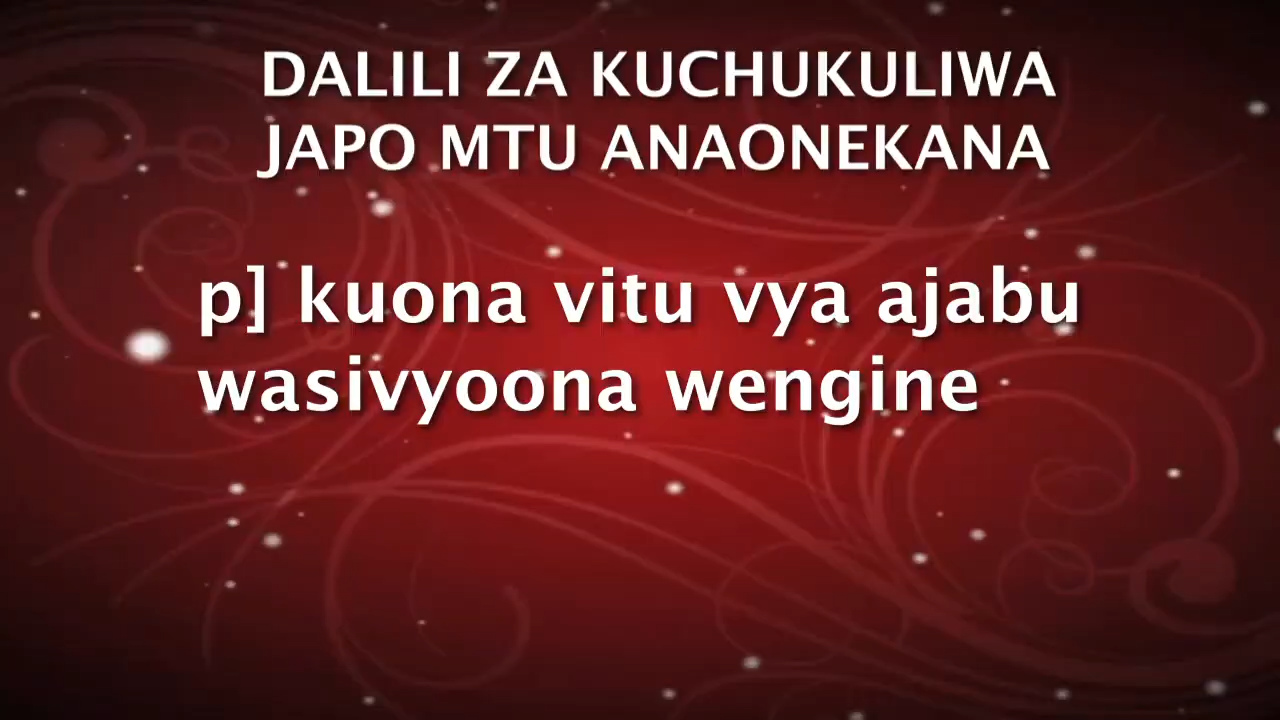 DALILI ZA KUCHUKULIWA
JAPO MTU ANAONEKANA
p] kuona vitu vya ajabu
wasivyoona wengine